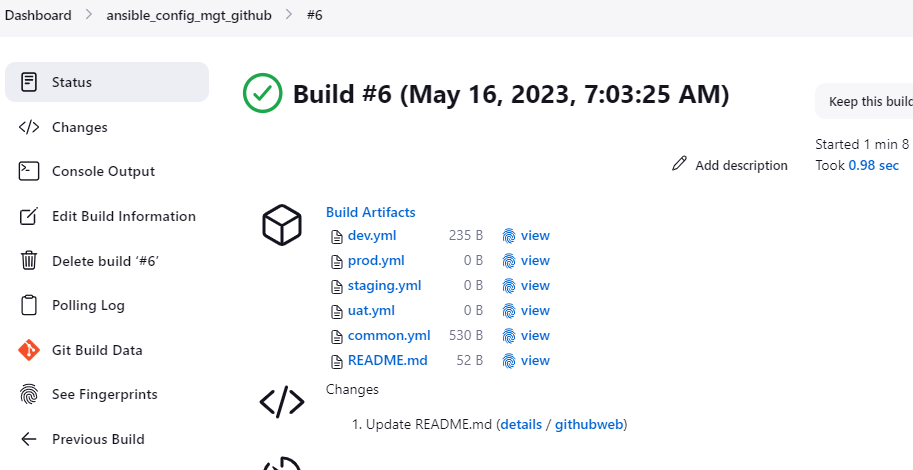 Dashboard > ansible_config_mgt_github > #6
Status
Changes
Console Output
Edit Build Information
Delete build ‘#6’
Polling Log
Git Build Data
See Fingerprints
Previous Build
Build #6 (May 16, 2023, 7:03:25 AM)
Keep this build
Started 1 min 8
Took 0.98 sec
Add description
Build Artifacts
dev.yml 235 B view
prod.yml 0 B view
staging.yml 0 B view
uat.yml 0 B view
common.yml 530 B view
README.md 52 B view
Changes
1. Update README.md (details / githubweb)